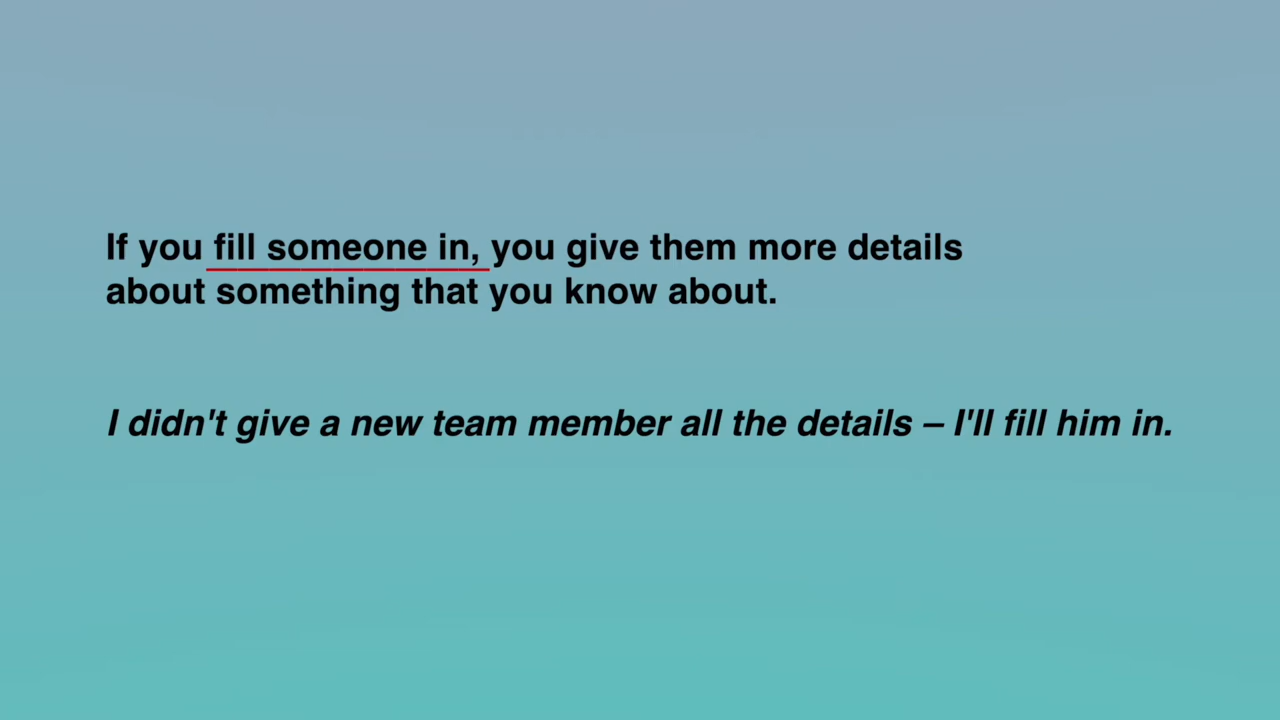 If you fill someone in, you give them more details
about something that you know about.
I didn't give a new team member all the details – I'll fill him in.